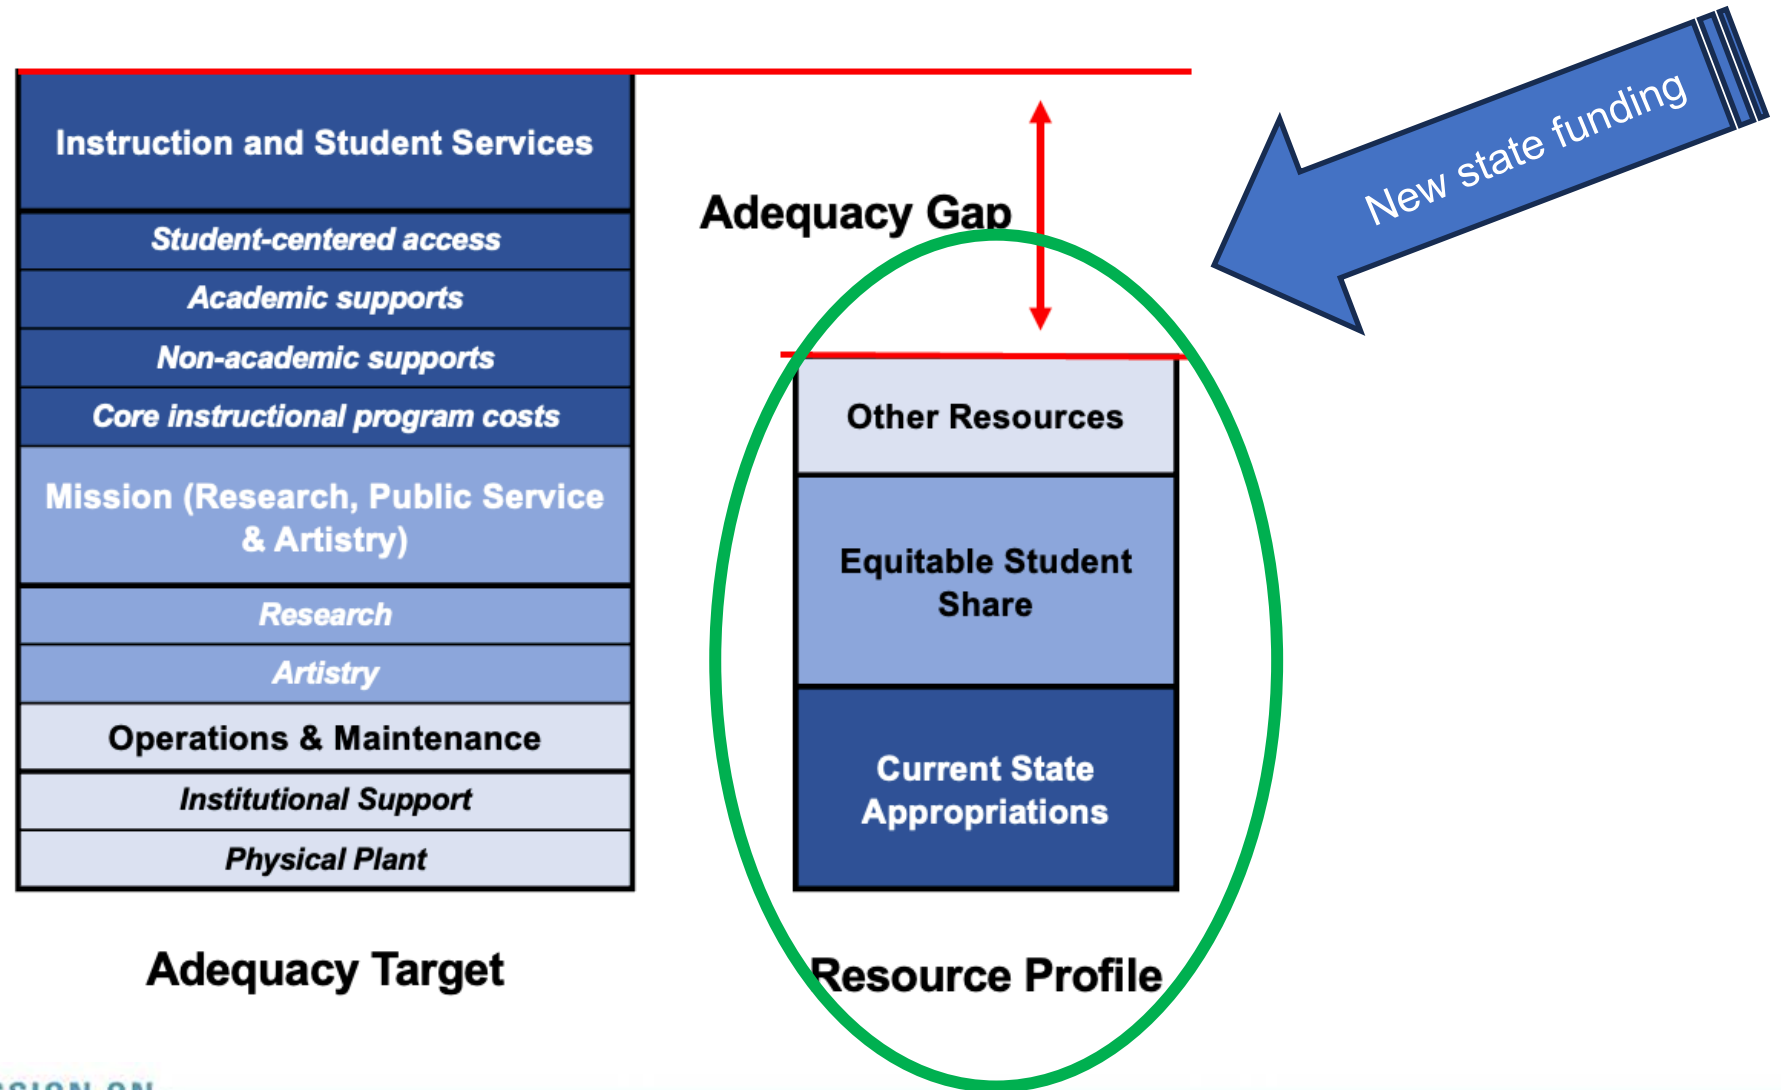 Instruction and Student Services
Student-centered access
Academic supports
Non-academic supports
Core instructional program costs
Mission (Research, Public Service
& Artistry)
Research
Artistry
Operations & Maintenance
Institutional Support
Physical Plant
Adequacy Target
Adequacy Gap
New state funding
Other Resources
Equitable Student
Share
Current State
Appropriations
Resource Profile